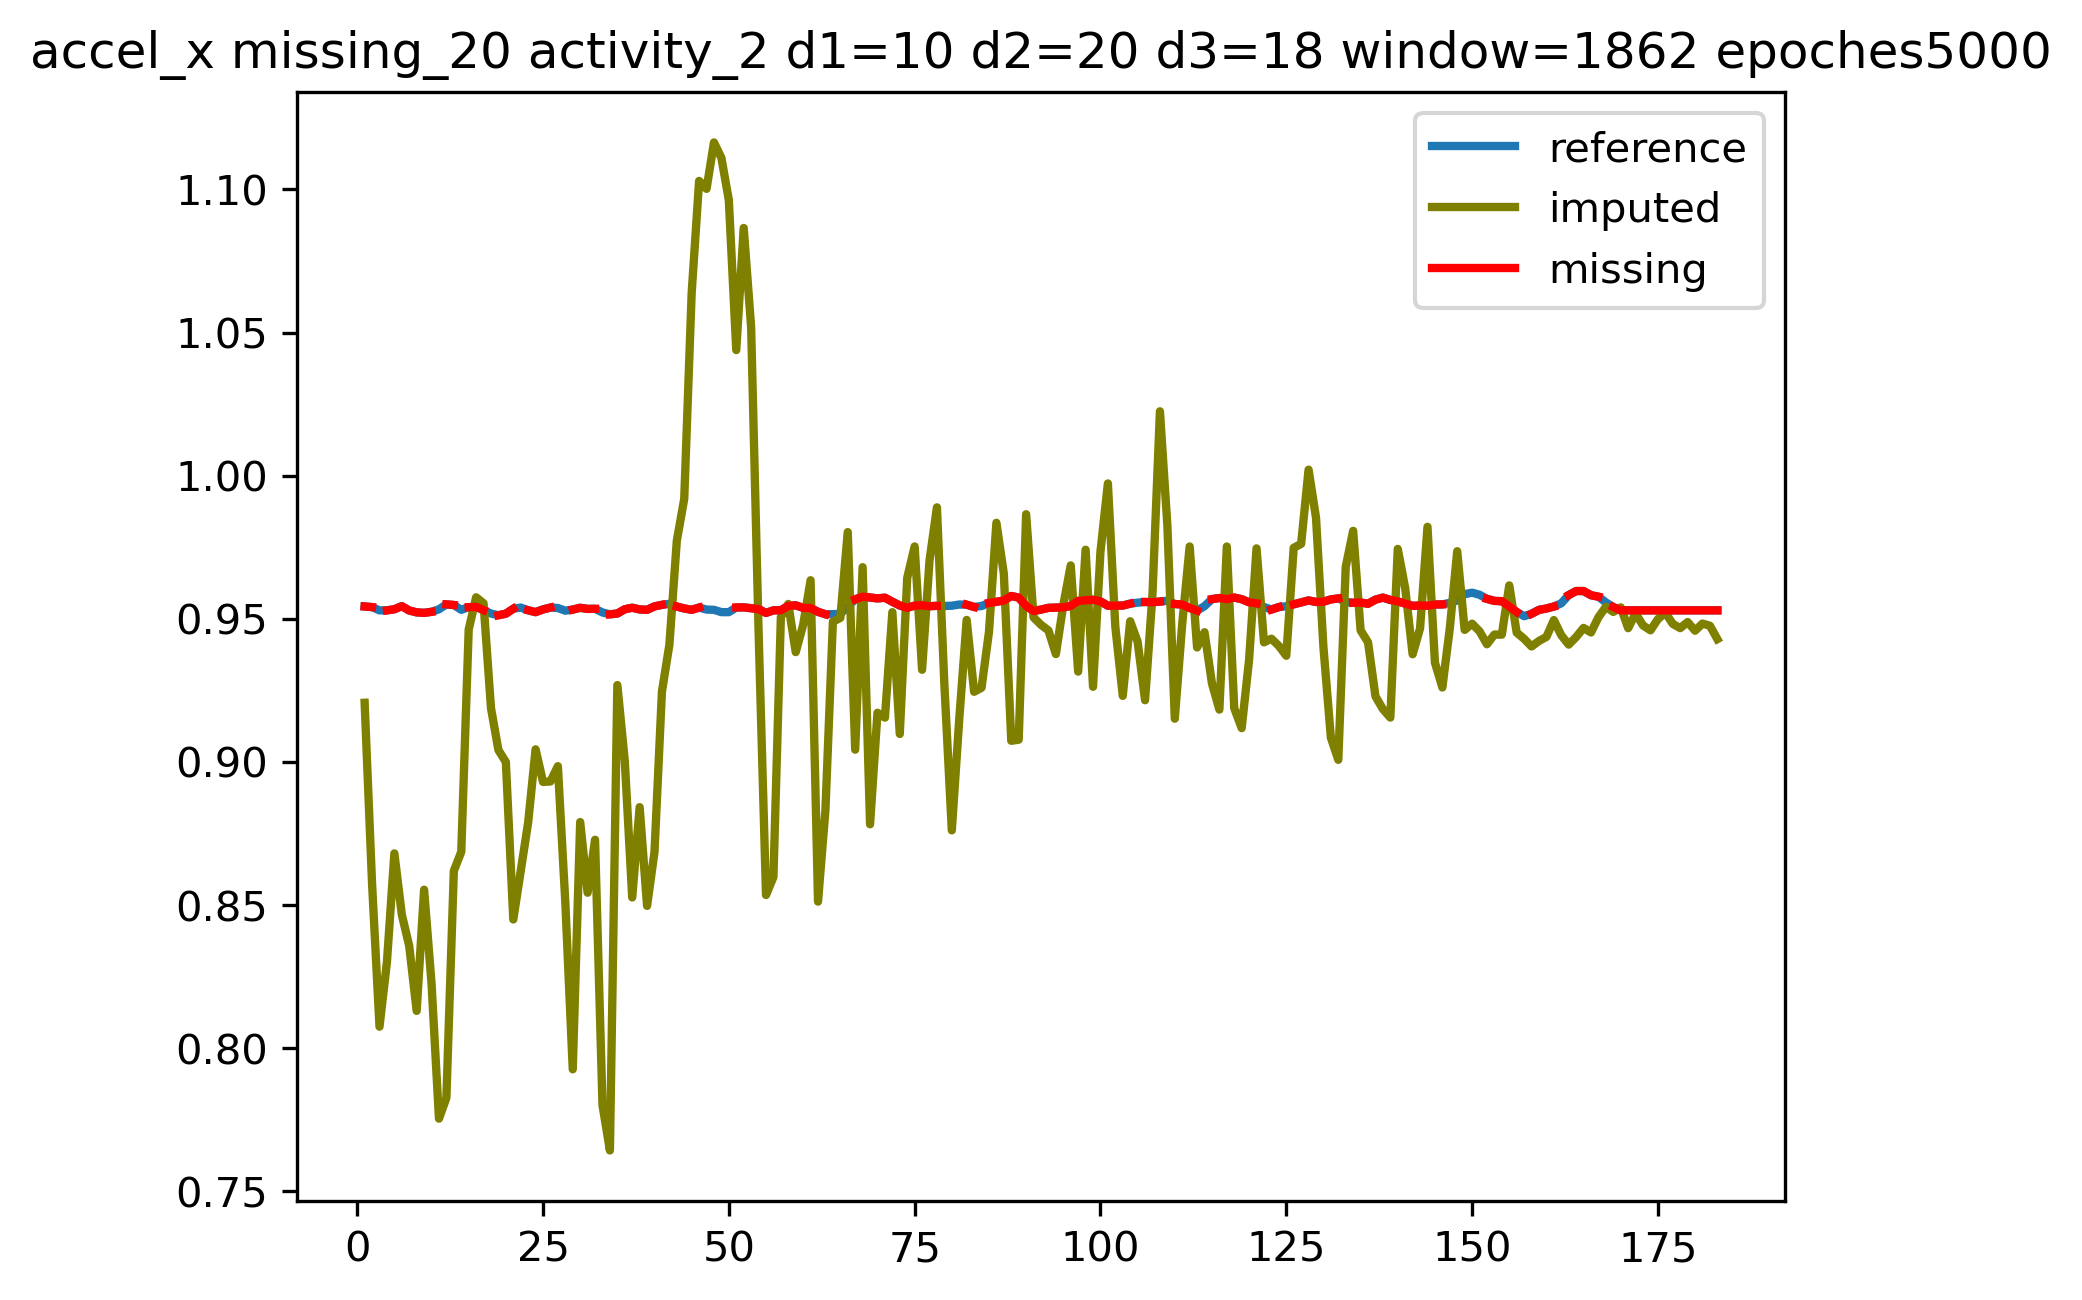 accel_x missing_20 activity_2 d1=10 d2=20 d3=18 window=1862 epoches5000
reference
imputed
missing
1.10
1.05
1.00
0.95
0.90
0.85
0.80
0.75
0 25 50 75 100 125 150 175